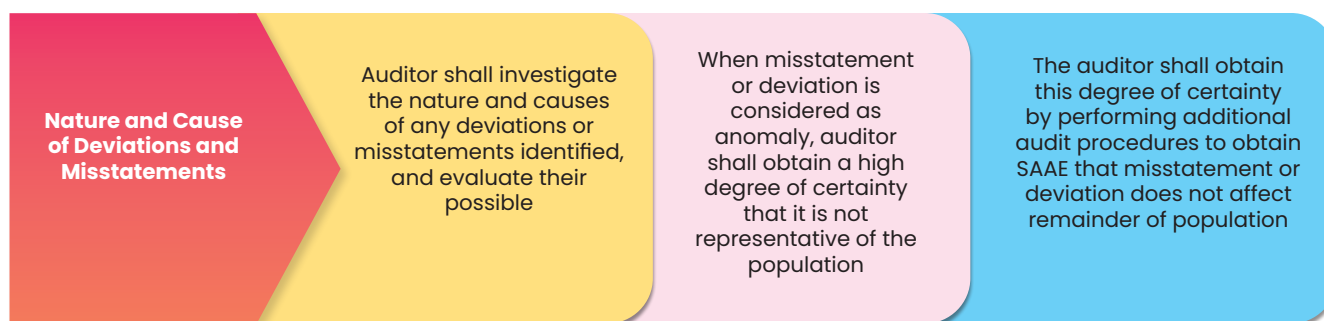 Nature and Cause
of Deviations and
Misstatements
Auditor shall investigate
the nature and causes
of any deviations or
misstatements identified,
and evaluate their
possible
When misstatement
or deviation is
considered as
anomaly, auditor
shall obtain a high
degree of certainty
that it is not
representative of the
population
The auditor shall obtain
this degree of certainty
by performing additional
audit procedures to obtain
SAAE that misstatement or
deviation does not affect
remainder of population